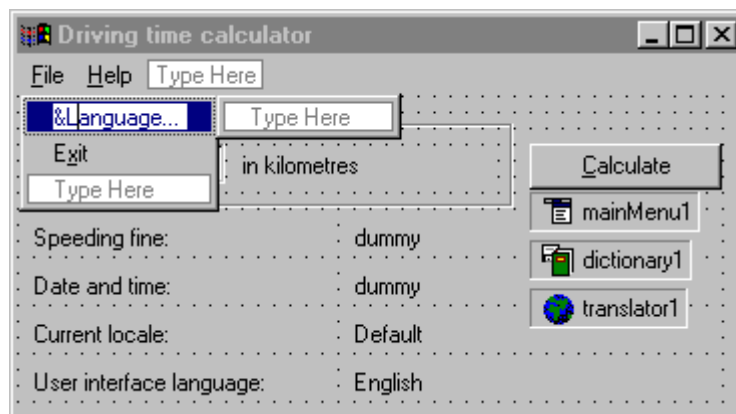 Driving time calculator
File Help Type Here
&Language... Type Here
Exit
Type Here
in kilometres
Calculate
mainMenu1
dictionary1
translator1
Speeding fine: dummy
Date and time: dummy
Current locale: Default
User interface language: English